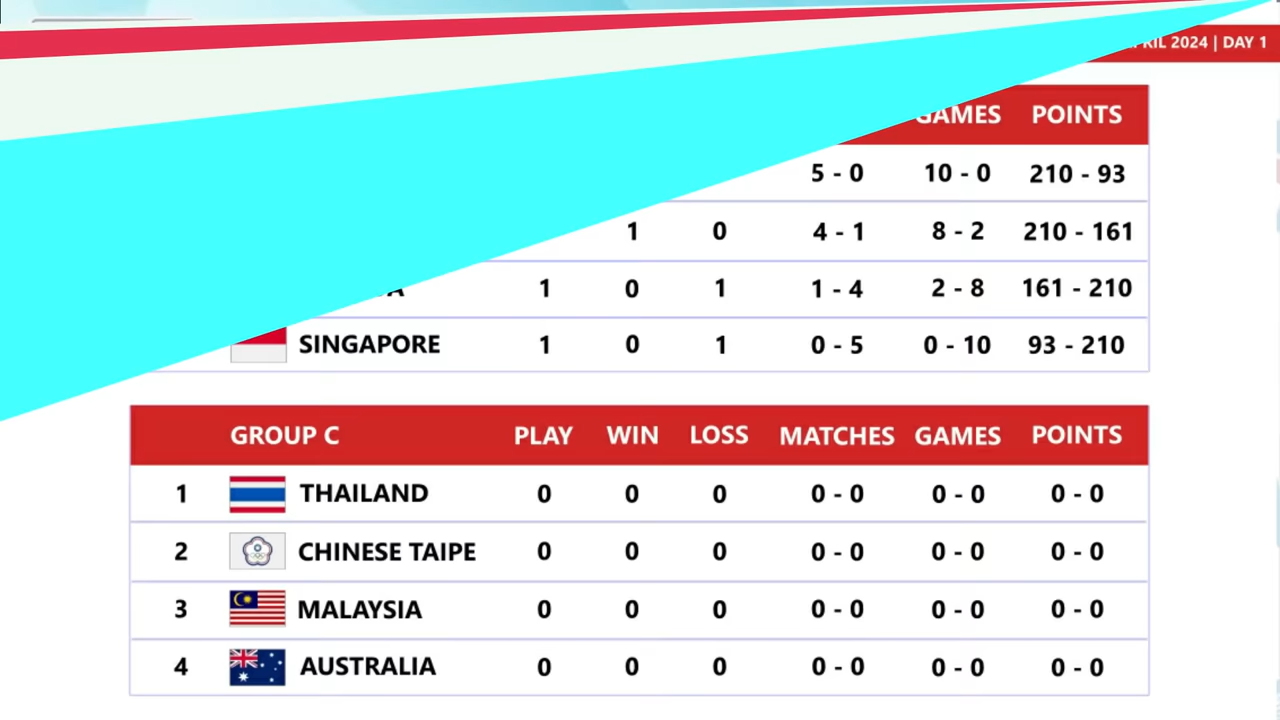 2024 | DAY 1
GAMES POINTS
5 - 0 10 - 0 210 - 93
1 0 4 - 1 8 - 2 210 - 161
1 0 1 1 - 4 2 - 8 161 - 210
SINGAPORE 1 0 1 0 - 5 0 - 10 93 - 210
GROUP C PLAY WIN LOSS MATCHES GAMES POINTS
1 THAILAND 0 0 0 0 - 0 0 - 0 0 - 0
2 CHINESE TAIPE 0 0 0 0 - 0 0 - 0 0 - 0
3 MALAYSIA 0 0 0 0 - 0 0 - 0 0 - 0
4 AUSTRALIA 0 0 0 0 - 0 0 - 0 0 - 0